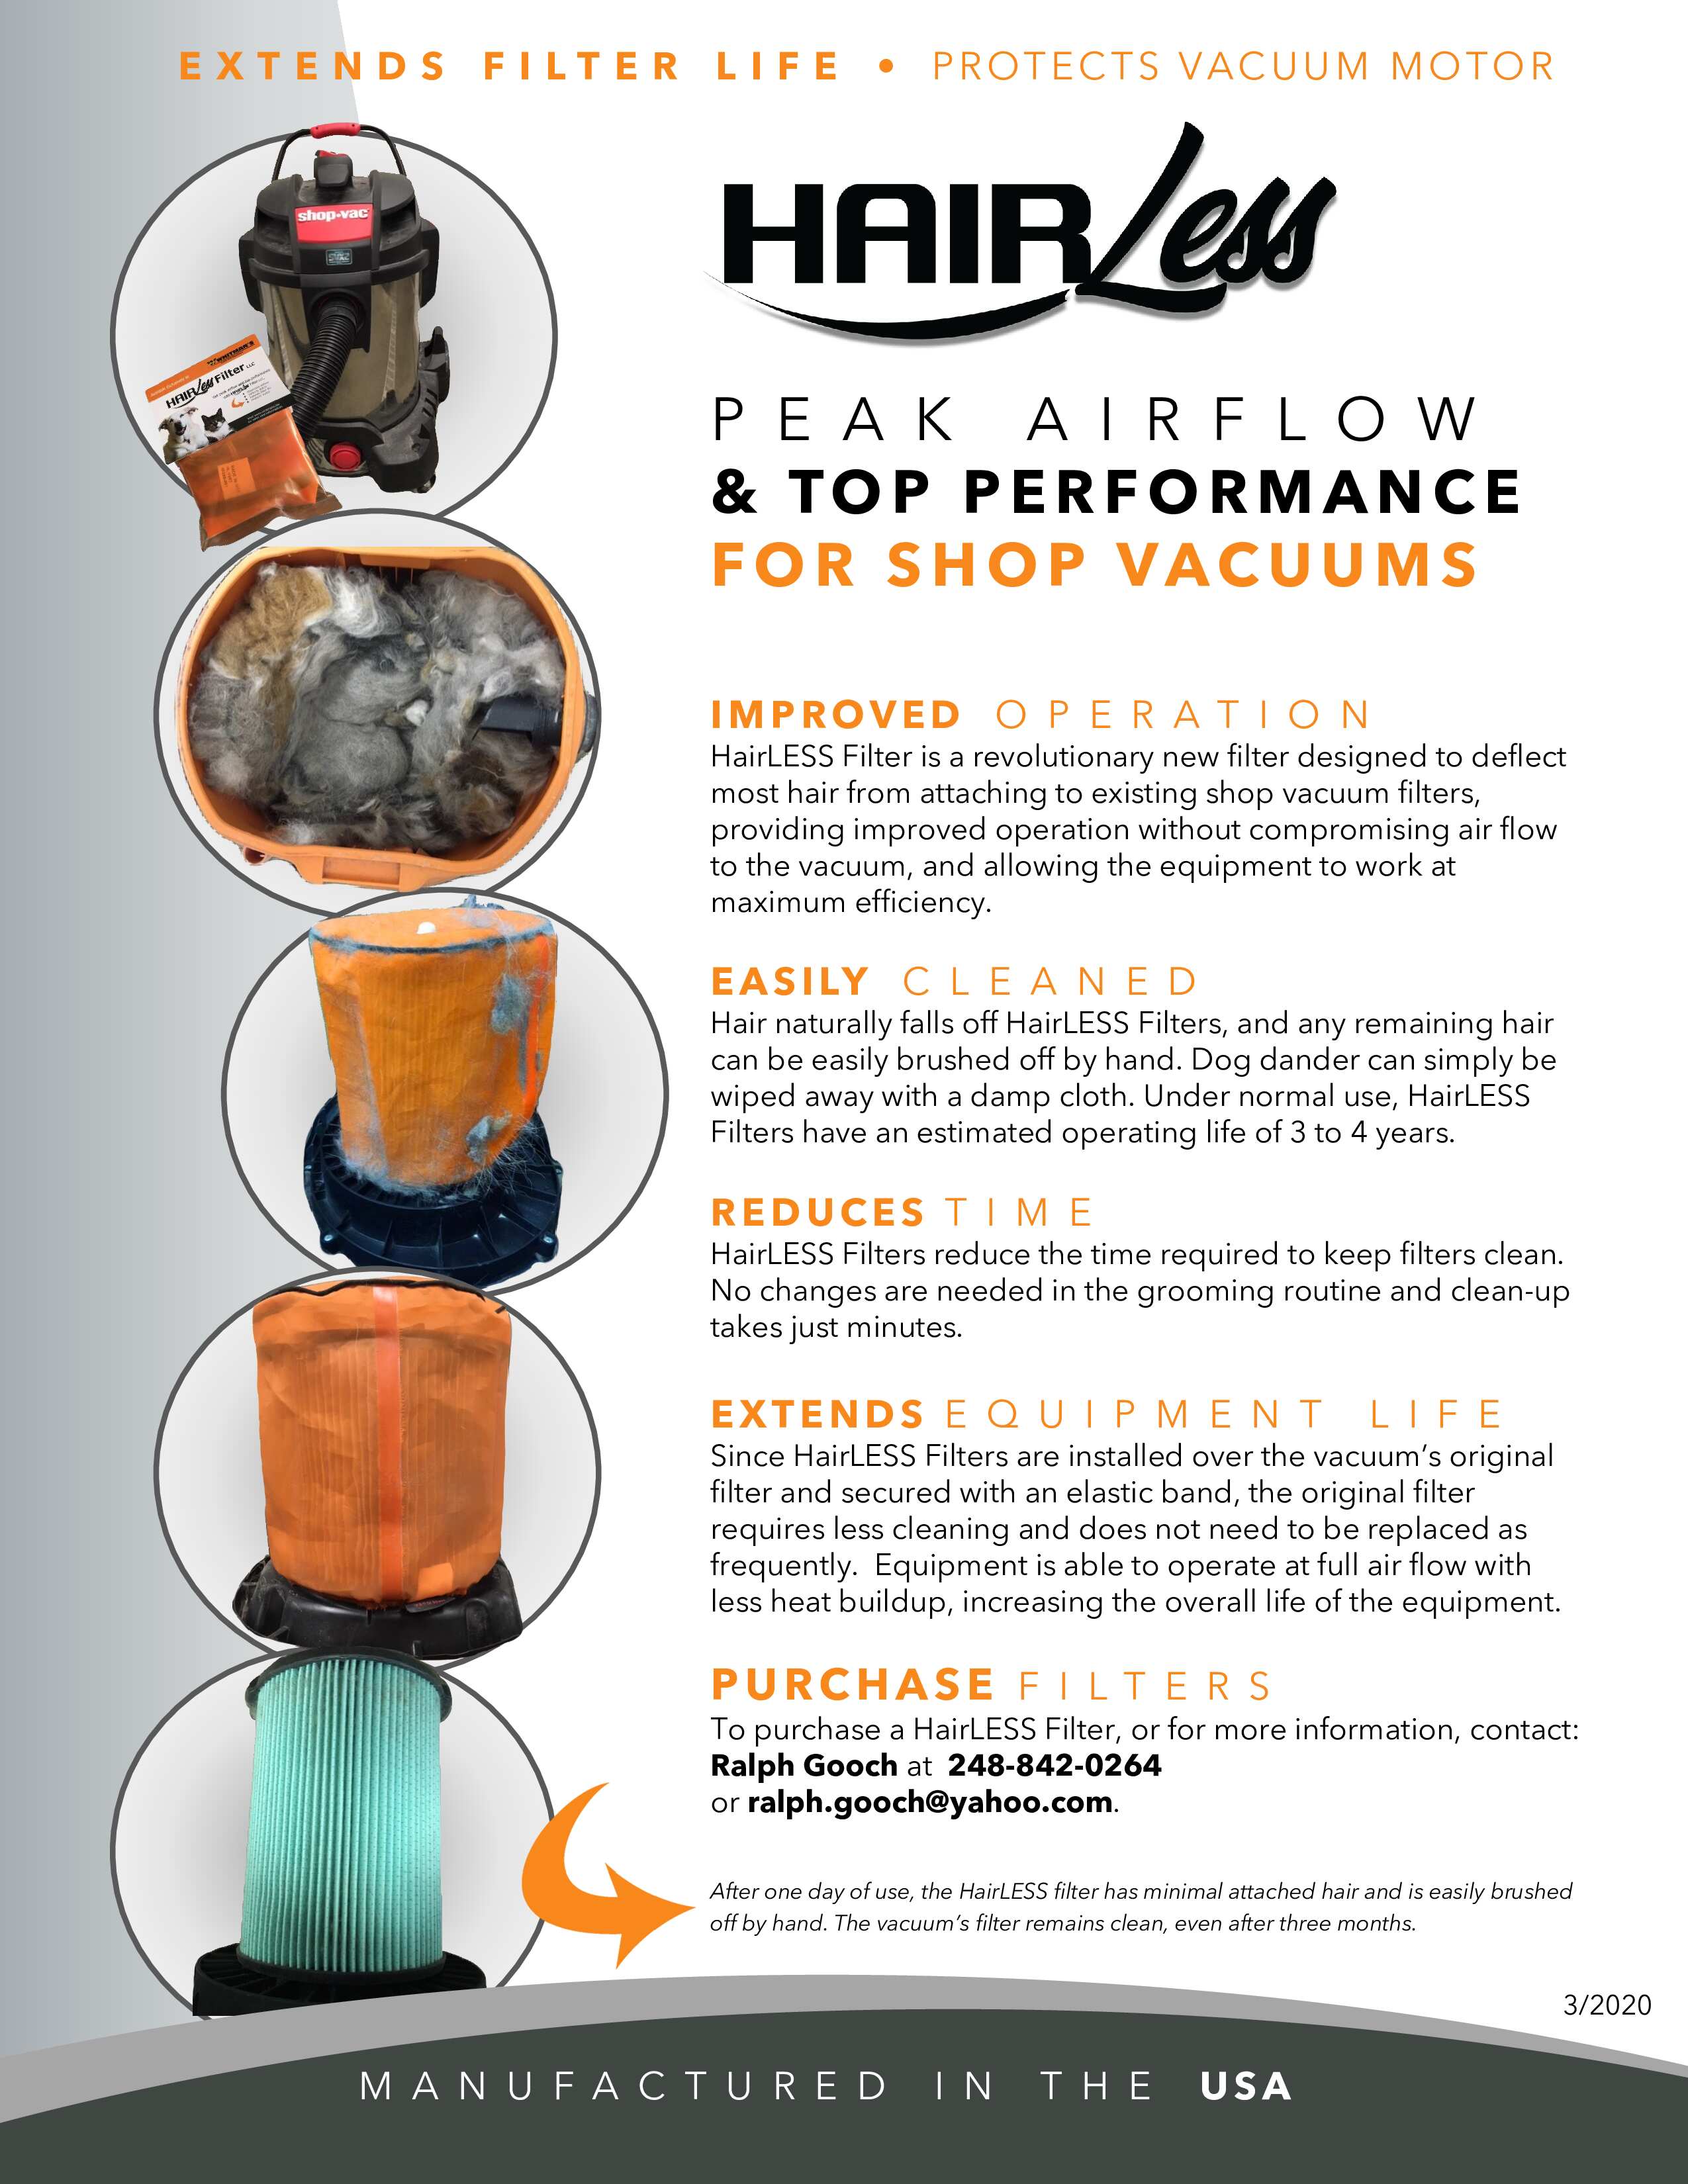 EXTENDS FILTER LIFE • PROTECTS VACUUM MOTOR
HAIRLess
shop·vac
WHITMAN'S
HAIRLess Filter LLC
PEAK AIRFLOW
& TOP PERFORMANCE
FOR SHOP VACUUMS
IMPROVED OPERATION
HairLESS Filter is a revolutionary new filter designed to deflect
most hair from attaching to existing shop vacuum filters,
providing improved operation without compromising air flow
to the vacuum, and allowing the equipment to work at
maximum efficiency.
EASILY CLEANED
Hair naturally falls off HairLESS Filters, and any remaining hair
can be easily brushed off by hand. Dog dander can simply be
wiped away with a damp cloth. Under normal use, HairLESS
Filters have an estimated operating life of 3 to 4 years.
REDUCES TIME
HairLESS Filters reduce the time required to keep filters clean.
No changes are needed in the grooming routine and clean-up
takes just minutes.
EXTENDS EQUIPMENT LIFE
Since HairLESS Filters are installed over the vacuum's original
filter and secured with an elastic band, the original filter
requires less cleaning and does not need to be replaced as
frequently.  Equipment is able to operate at full air flow with
less heat buildup, increasing the overall life of the equipment.
PURCHASE FILTERS
To purchase a HairLESS Filter, or for more information, contact:
Ralph Gooch at  248-842-0264
or ralph.gooch@yahoo.com.
After one day of use, the HairLESS filter has minimal attached hair and is easily brushed
off by hand. The vacuum's filter remains clean, even after three months.
3/2020
MANUFACTURED IN THE USA